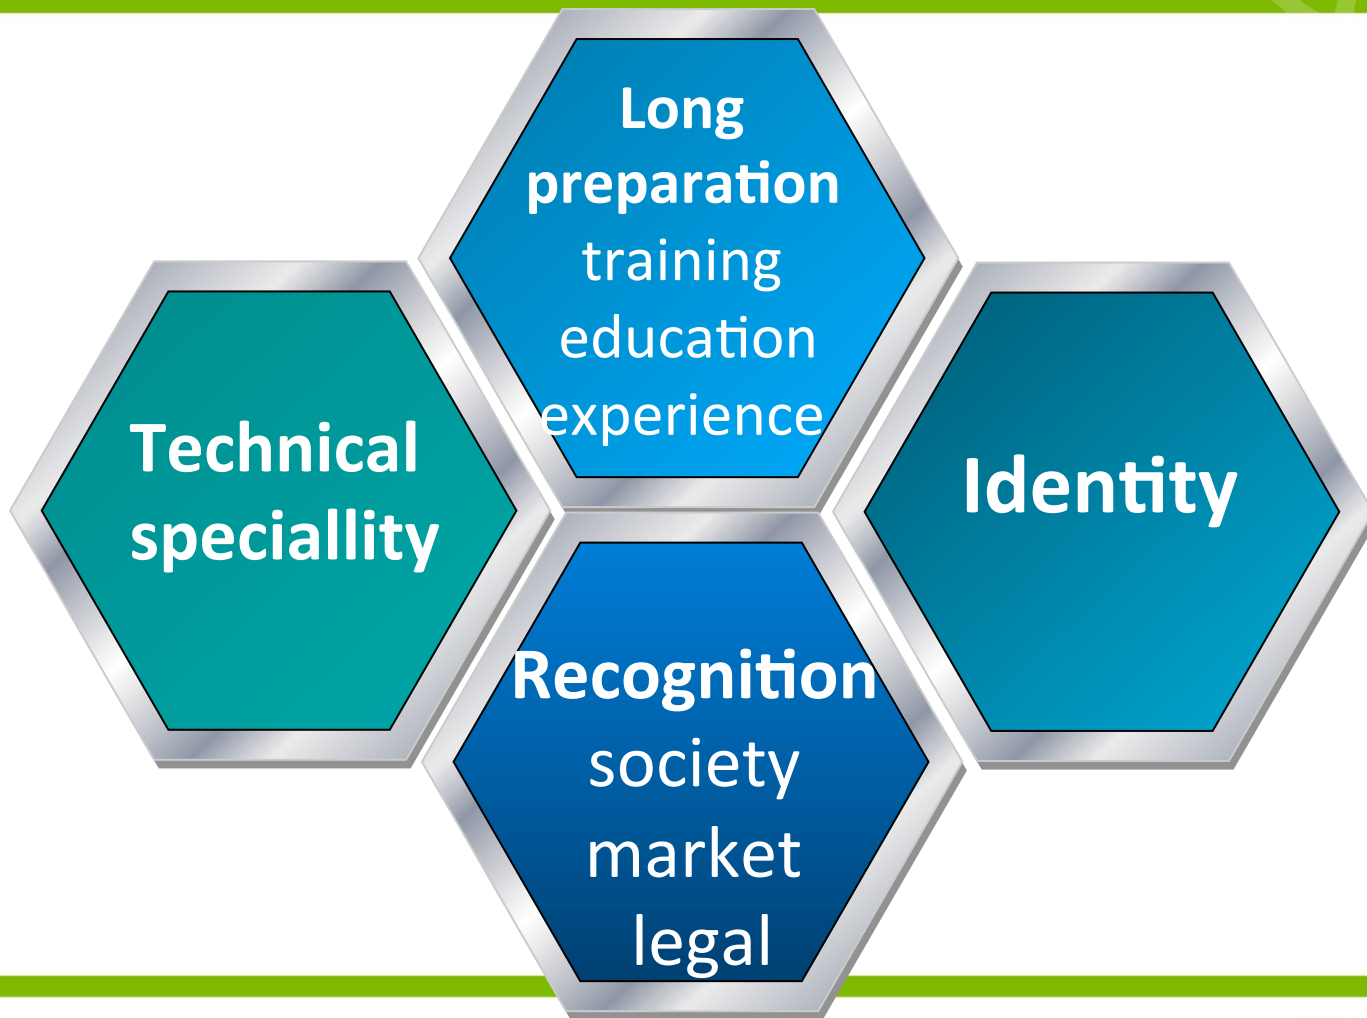 Long
preparation
training
education
experience
Technical
speciallity
Identity
Recognition
society
market
legal